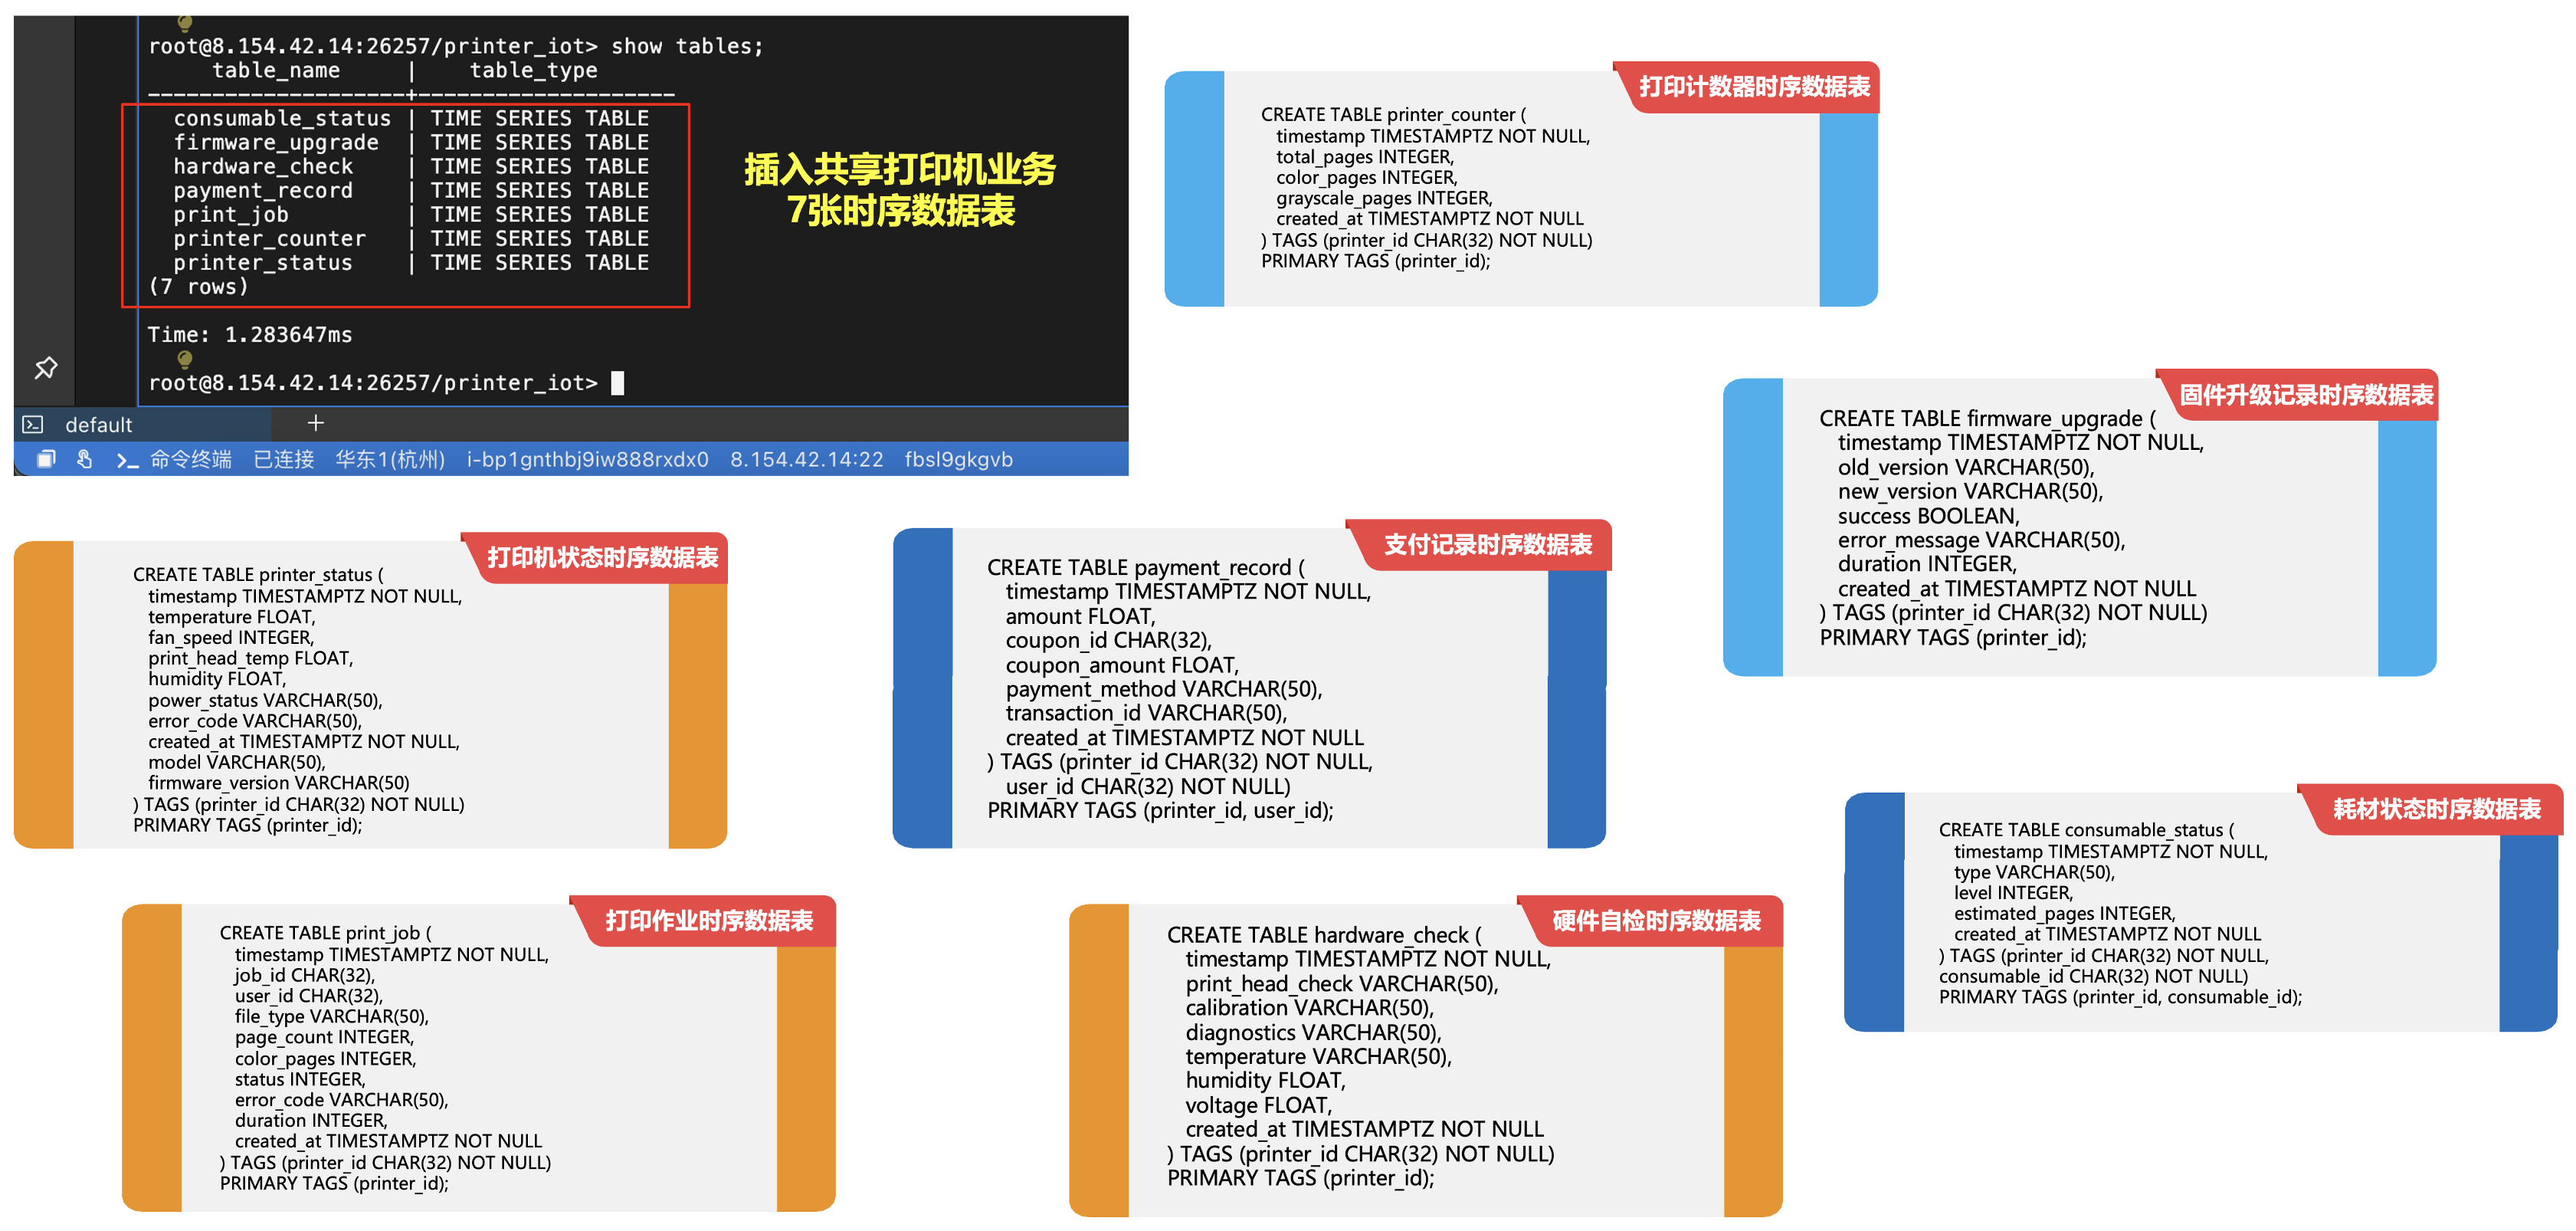 root@8.154.42.14:26257/printer_iot> show tables;
table_name | table_type
--------------------+--------------------
consumable_status | TIME SERIES TABLE
firmware_upgrade | TIME SERIES TABLE
hardware_check | TIME SERIES TABLE
payment_record | TIME SERIES TABLE
print_job | TIME SERIES TABLE
printer_counter | TIME SERIES TABLE
printer_status | TIME SERIES TABLE
(7 rows)
Time: 1.283647ms
root@8.154.42.14:26257/printer_iot>
default +
命令终端 已连接 华东1(杭州) i-bp1gnthbj9iw888rxdx0 8.154.42.14:22 fbsl9gkgvb
插入共享打印机业务
7张时序数据表
打印计数器时序数据表
CREATE TABLE printer_counter (
timestamp TIMESTAMPTZ NOT NULL,
total_pages INTEGER,
color_pages INTEGER,
grayscale_pages INTEGER,
created_at TIMESTAMPTZ NOT NULL
) TAGS (printer_id CHAR(32) NOT NULL)
PRIMARY TAGS (printer_id);
固件升级记录时序数据表
CREATE TABLE firmware_upgrade (
timestamp TIMESTAMPTZ NOT NULL,
old_version VARCHAR(50),
new_version VARCHAR(50),
success BOOLEAN,
error_message VARCHAR(50),
duration INTEGER,
created_at TIMESTAMPTZ NOT NULL
) TAGS (printer_id CHAR(32) NOT NULL)
PRIMARY TAGS (printer_id);
打印机状态时序数据表
CREATE TABLE printer_status (
timestamp TIMESTAMPTZ NOT NULL,
temperature FLOAT,
fan_speed INTEGER,
print_head_temp FLOAT,
humidity FLOAT,
power_status VARCHAR(50),
error_code VARCHAR(50),
created_at TIMESTAMPTZ NOT NULL,
model VARCHAR(50),
firmware_version VARCHAR(50)
) TAGS (printer_id CHAR(32) NOT NULL)
PRIMARY TAGS (printer_id);
支付记录时序数据表
CREATE TABLE payment_record (
timestamp TIMESTAMPTZ NOT NULL,
amount FLOAT,
coupon_id CHAR(32),
coupon_amount FLOAT,
payment_method VARCHAR(50),
transaction_id VARCHAR(50),
created_at TIMESTAMPTZ NOT NULL
) TAGS (printer_id CHAR(32) NOT NULL,
user_id CHAR(32) NOT NULL)
PRIMARY TAGS (printer_id, user_id);
耗材状态时序数据表
CREATE TABLE consumable_status (
timestamp TIMESTAMPTZ NOT NULL,
type VARCHAR(50),
level INTEGER,
estimated_pages INTEGER,
created_at TIMESTAMPTZ NOT NULL
) TAGS (printer_id CHAR(32) NOT NULL,
consumable_id CHAR(32) NOT NULL)
PRIMARY TAGS (printer_id, consumable_id);
打印作业时序数据表
CREATE TABLE print_job (
timestamp TIMESTAMPTZ NOT NULL,
job_id CHAR(32),
user_id CHAR(32),
file_type VARCHAR(50),
page_count INTEGER,
color_pages INTEGER,
status INTEGER,
error_code VARCHAR(50),
duration INTEGER,
created_at TIMESTAMPTZ NOT NULL
) TAGS (printer_id CHAR(32) NOT NULL)
PRIMARY TAGS (printer_id);
硬件自检时序数据表
CREATE TABLE hardware_check (
timestamp TIMESTAMPTZ NOT NULL,
print_head_check VARCHAR(50),
calibration VARCHAR(50),
diagnostics VARCHAR(50),
temperature VARCHAR(50),
humidity FLOAT,
voltage FLOAT,
created_at TIMESTAMPTZ NOT NULL
) TAGS (printer_id CHAR(32) NOT NULL)
PRIMARY TAGS (printer_id);